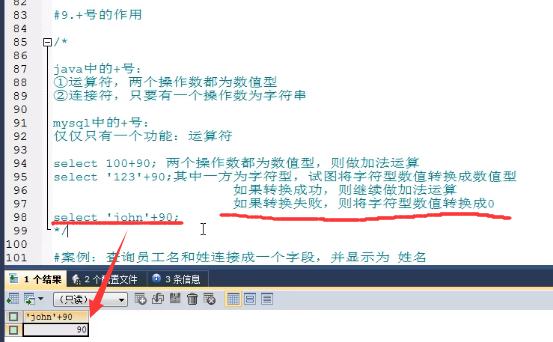 82
83 #9.+号的作用
84
85 /*
86
87 java中的+号：
88 ①运算符，两个操作数都为数值型
89 ②连接符，只要有一个操作数为字符串
90
91 mysql中的+号：
92 仅仅只有一个功能：运算符
93
94 select 100+90; 两个操作数都为数值型，则做加法运算
95 select '123'+90;其中一方为字符型，试图将字符型数值转换成数值型
96 如果转换成功，则继续做加法运算
97 如果转换失败，则将字符型数值转换成0
98 select 'john'+90;
99 */
100
101 #案例：查询员工名和姓连接成一个字段，并显示为 姓名
1 个结果 2 个配置文件 3 条信息
（只读）
'john'+90
90